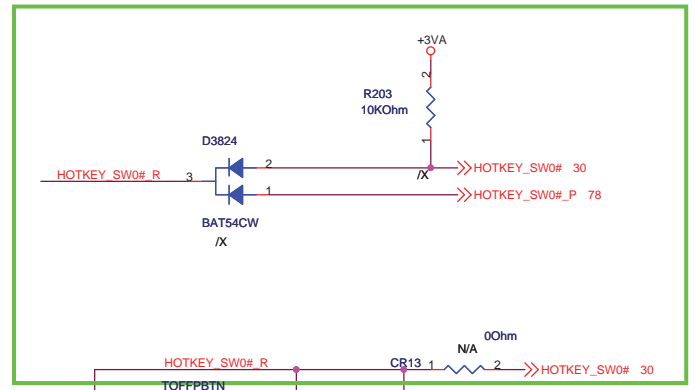 +3VA
2
R203
10KOhm
1
D3824
HOTKEY_SW0#_R 3
2
/X
HOTKEY_SW0# 30
1
HOTKEY_SW0#_P 78
BAT54CW
/X
0Ohm
N/A
HOTKEY_SW0#_R
CR13 1
2
HOTKEY_SW0# 30
TOFFPBTN